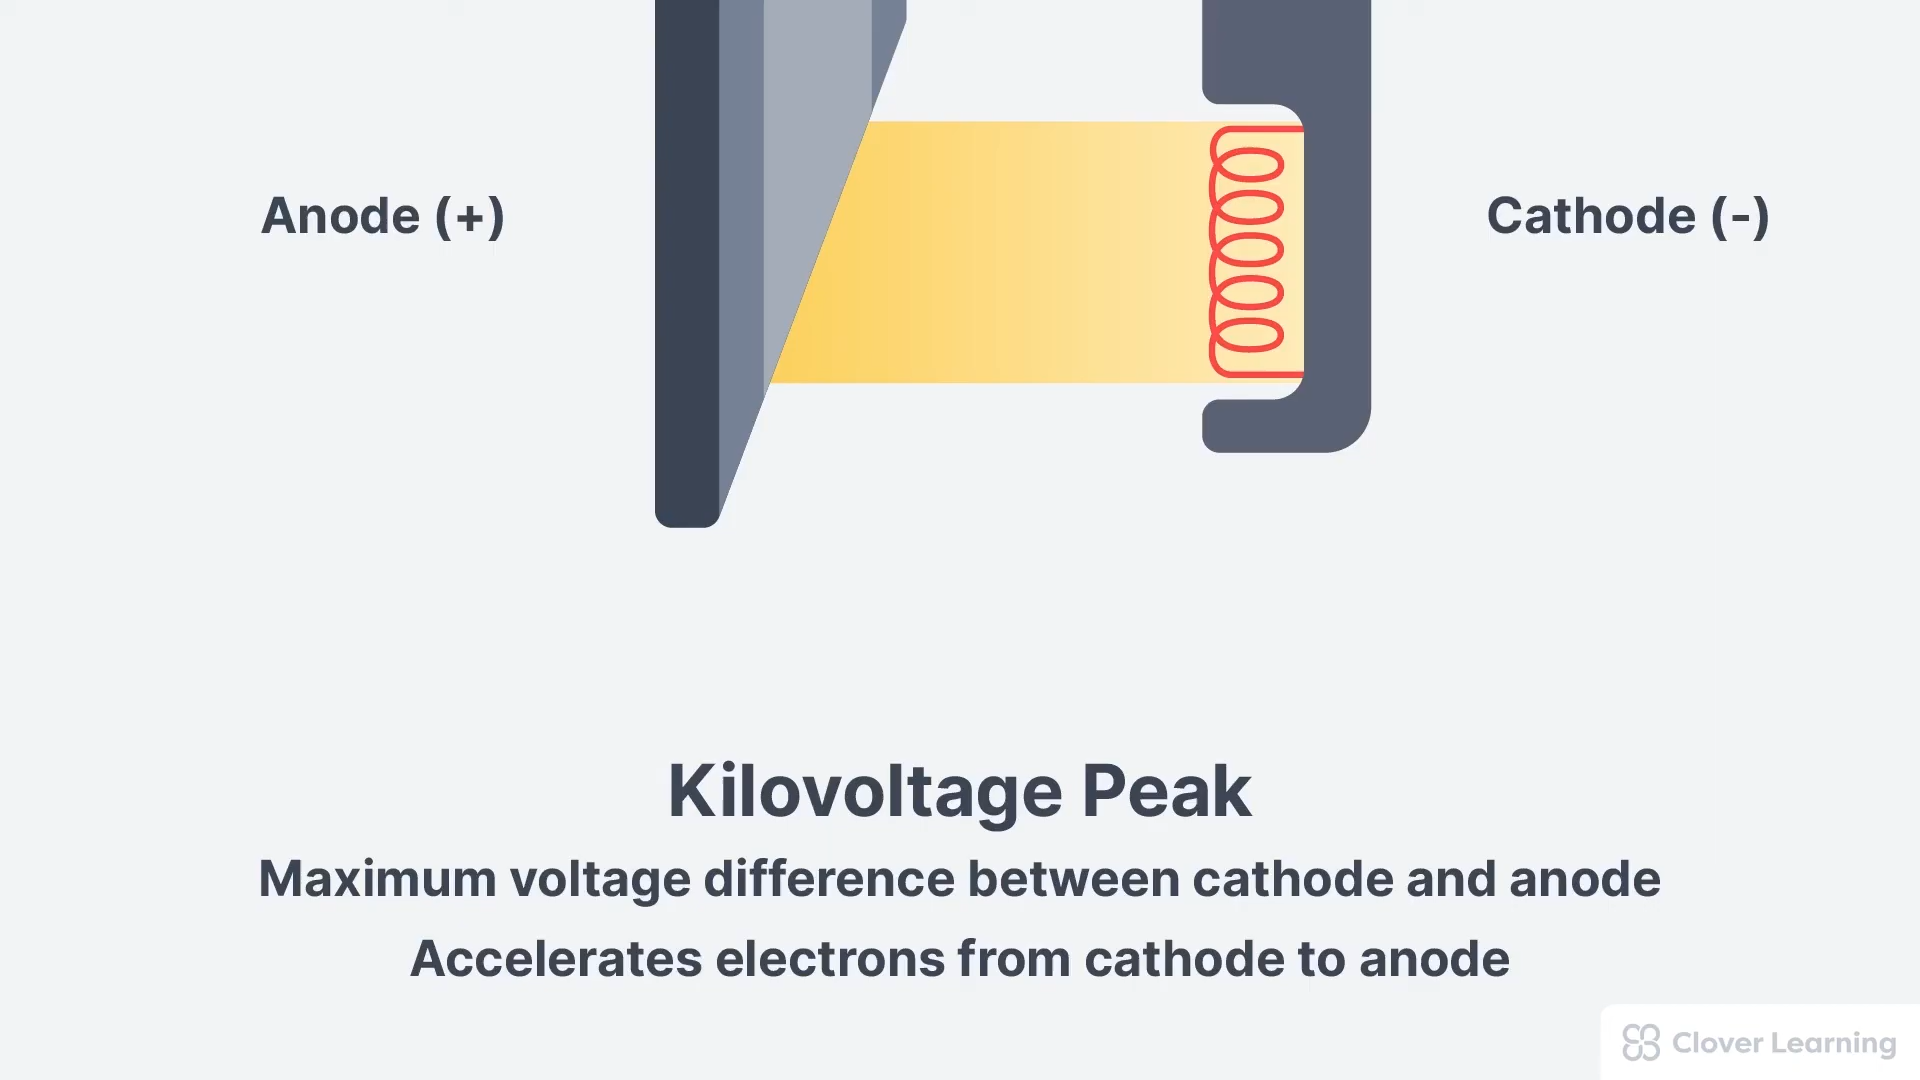 Anode (+)
Cathode (-)
Kilovoltage Peak
Maximum voltage difference between cathode and anode
Accelerates electrons from cathode to anode
Clover Learning